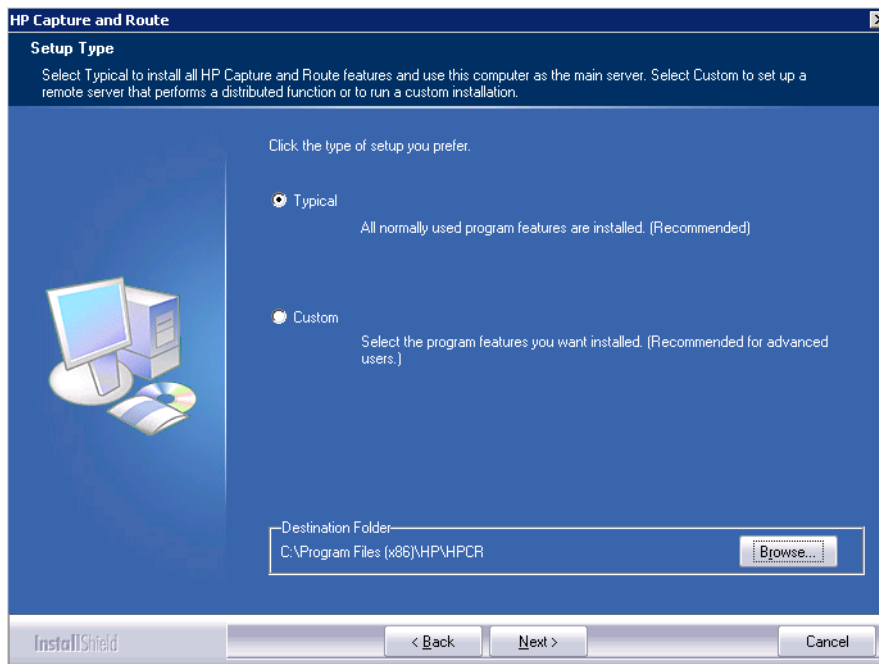 HP Capture and Route
Setup Type
Select Typical to install all HP Capture and Route features and use this computer as the main server. Select Custom to set up a
remote server that performs a distributed function or to run a custom installation.
Click the type of setup you prefer.
Typical
All normally used program features are installed. (Recommended)
Custom
Select the program features you want installed. (Recommended for advanced
users.)
Destination Folder
C:\Program Files (x86)\HP\HPCR
Browse...
InstallShield
< Back
Next >
Cancel